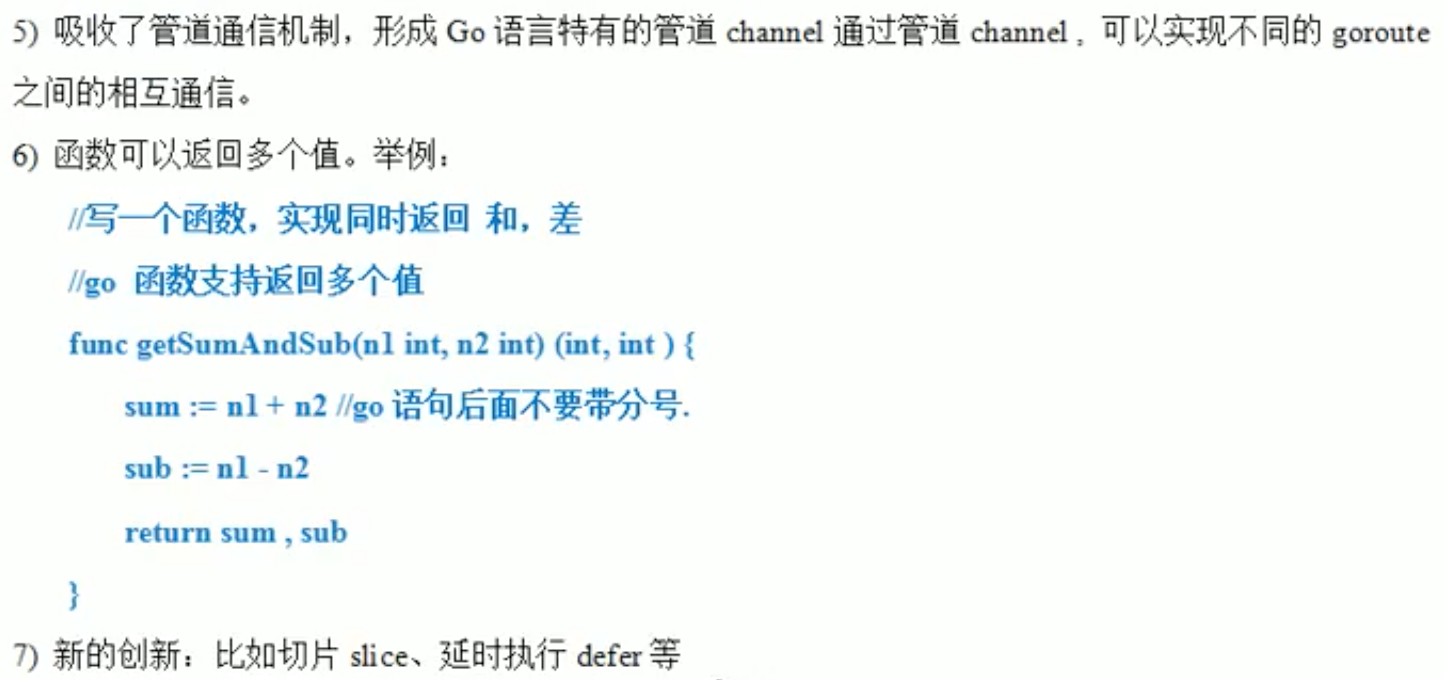 5) 吸收了管道通信机制，形成 Go 语言特有的管道 channel 通过管道 channel , 可以实现不同的 goroute
之间的相互通信。
6) 函数可以返回多个值。举例：
//写一个函数，实现同时返回 和，差
//go 函数支持返回多个值
func getSumAndSub(n1 int, n2 int) (int, int ) {
sum := n1 + n2 //go 语句后面不要带分号.
sub := n1 - n2
return sum , sub
}
7) 新的创新：比如切片 slice、延时执行 defer 等